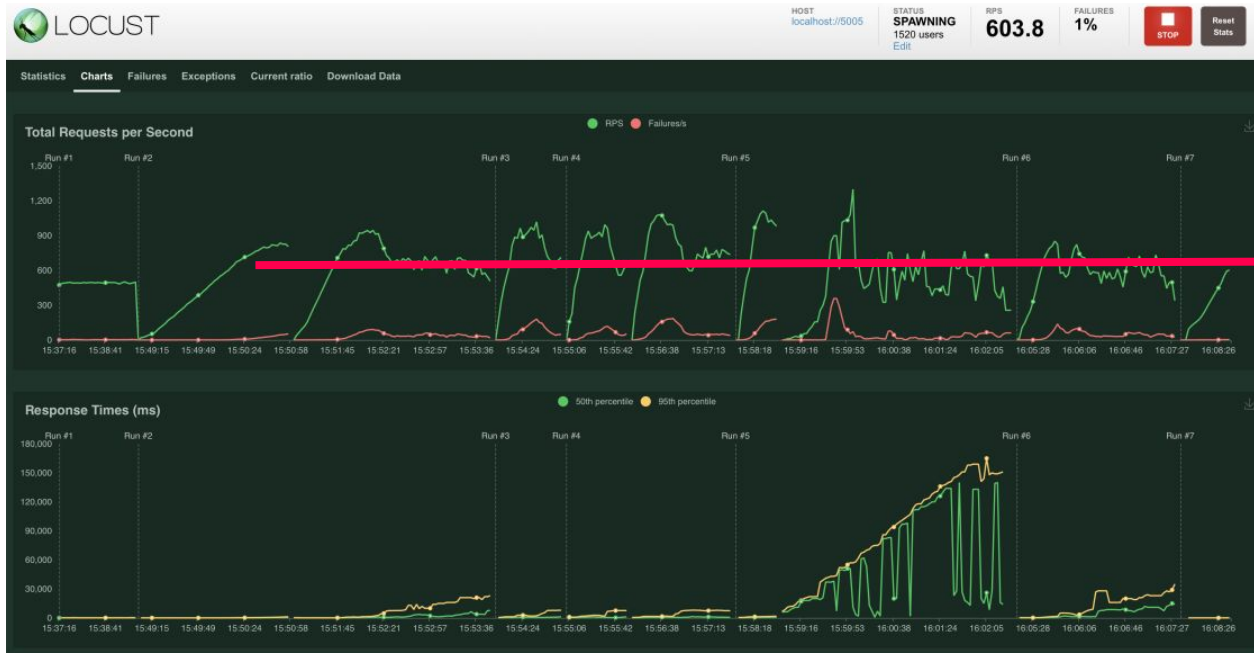 LOCUST
HOST
localhost://5005
STATUS
SPAWNING
1520 users
Edit
RPS
603.8
FAILURES
1%
STOP
Reset
Stats
Statistics Charts Failures Exceptions Current ratio Download Data
Total Requests per Second
RPS Failures/s
Run #1 Run #2 Run #3 Run #4 Run #5 Run #6 Run #7
1,500
1,200
900
600
300
0
15:37:16 15:38:41 15:49:15 15:49:49 15:50:24 15:50:58 15:51:45 15:52:21 15:52:57 15:53:36 15:54:24 15:55:06 15:55:42 15:56:38 15:57:13 15:58:18 15:59:16 15:59:53 16:00:38 16:01:24 16:02:05 16:05:28 16:06:06 16:06:46 16:07:27 16:08:26
Response Times (ms)
50th percentile 95th percentile
Run #1 Run #2 Run #3 Run #4 Run #5 Run #6 Run #7
180,000
150,000
120,000
90,000
60,000
30,000
0
15:37:16 15:38:41 15:49:15 15:49:49 15:50:24 15:50:58 15:51:45 15:52:21 15:52:57 15:53:36 15:54:24 15:55:06 15:55:42 15:56:38 15:57:13 15:58:18 15:59:16 15:59:53 16:00:38 16:01:24 16:02:05 16:05:28 16:06:06 16:06:46 16:07:27 16:08:26